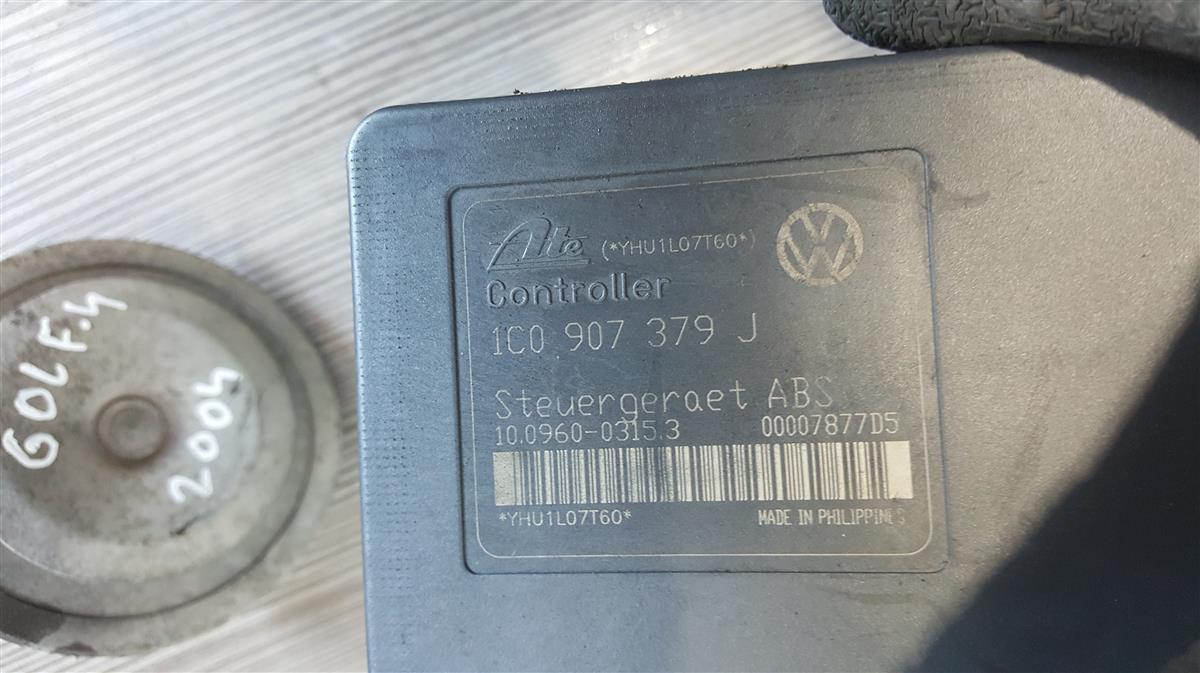 GOLF.4
2004
Ate (*YHU1L07T60*)
Controller
1C0 907 379 J
Steuergeraet ABS
10.0960-0315.3 00007877D5
*YHU1L07T60* MADE IN PHILIPPINES